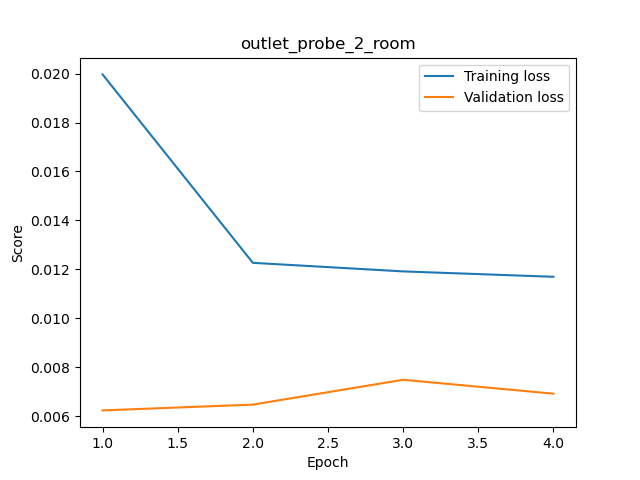 outlet_probe_2_room
Training loss
Validation loss
0.020
0.018
0.016
0.014
0.012
0.010
0.008
0.006
Score
1.0 1.5 2.0 2.5 3.0 3.5 4.0
Epoch